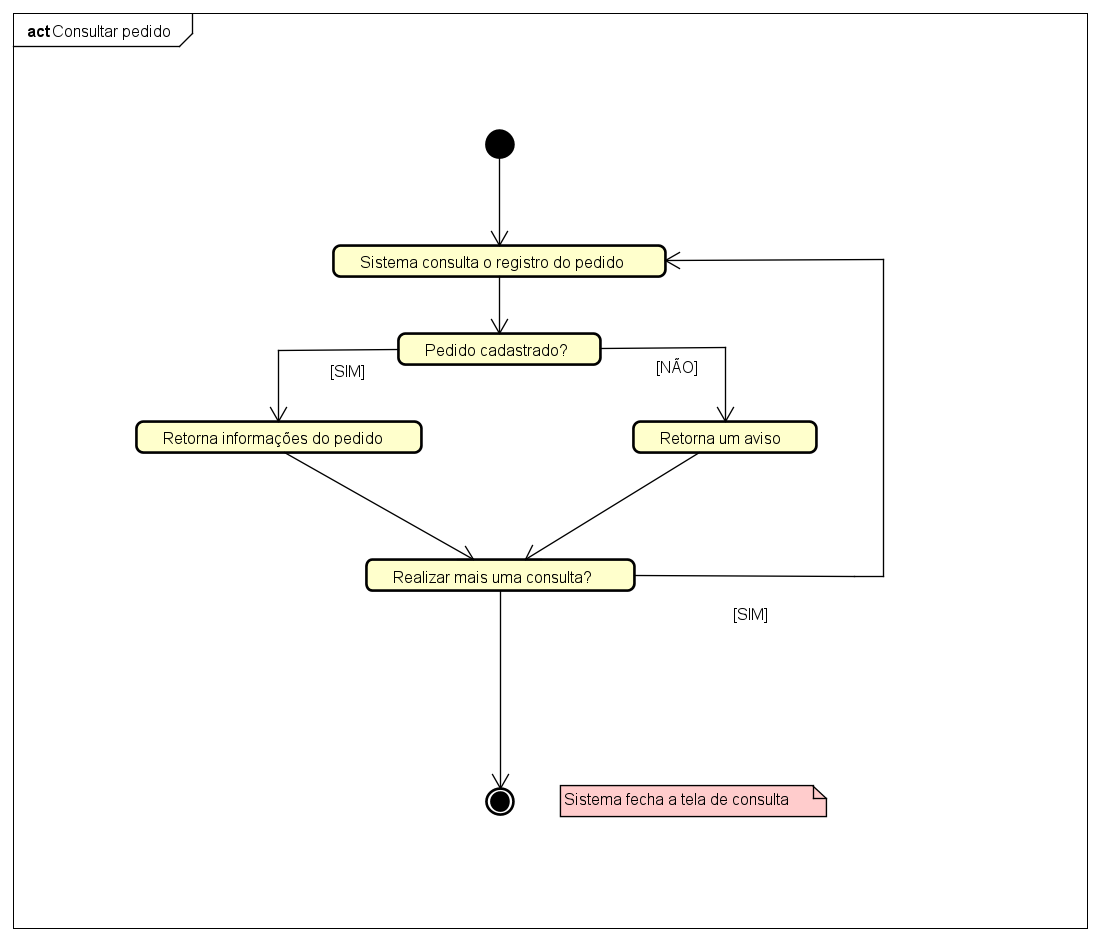 act Consultar pedido
Sistema consulta o registro do pedido
Pedido cadastrado?
[SIM]
[NÃO]
Retorna informações do pedido
Retorna um aviso
Realizar mais uma consulta?
[SIM]
Sistema fecha a tela de consulta